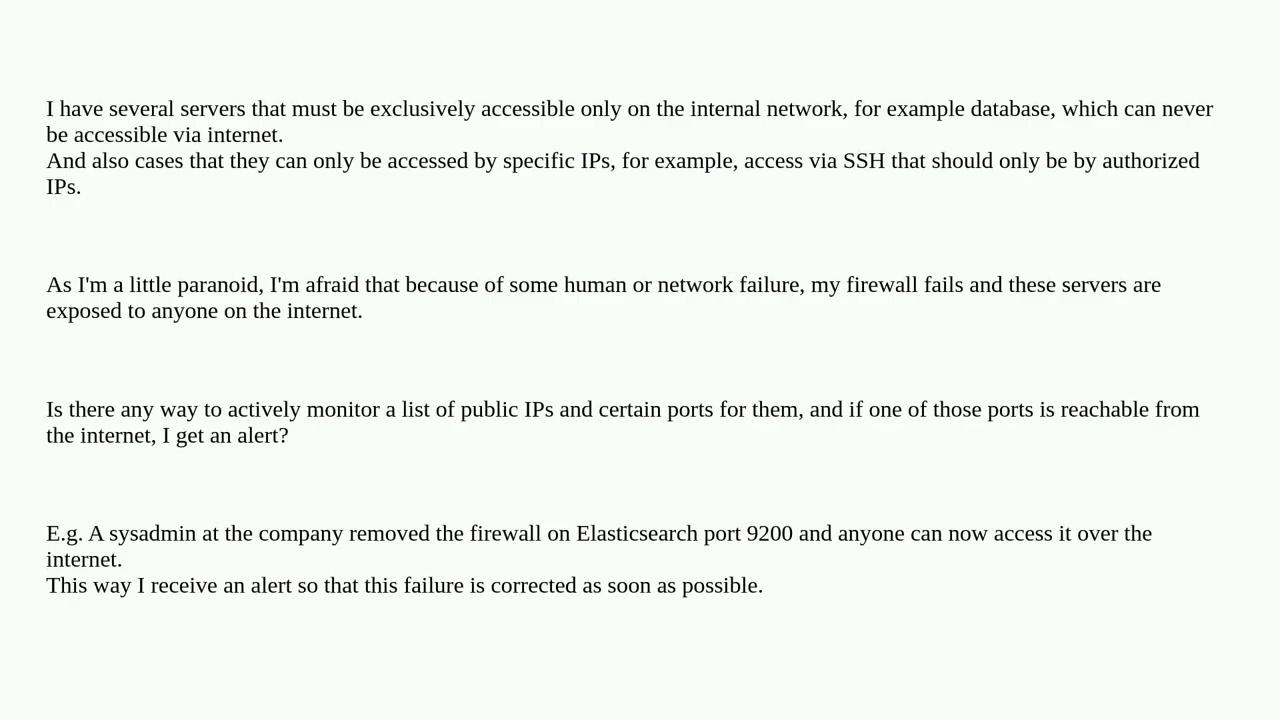 I have several servers that must be exclusively accessible only on the internal network, for example database, which can never
be accessible via internet.
And also cases that they can only be accessed by specific IPs, for example, access via SSH that should only be by authorized
IPs.
As I'm a little paranoid, I'm afraid that because of some human or network failure, my firewall fails and these servers are
exposed to anyone on the internet.
Is there any way to actively monitor a list of public IPs and certain ports for them, and if one of those ports is reachable from
the internet, I get an alert?
E.g. A sysadmin at the company removed the firewall on Elasticsearch port 9200 and anyone can now access it over the
internet.
This way I receive an alert so that this failure is corrected as soon as possible.